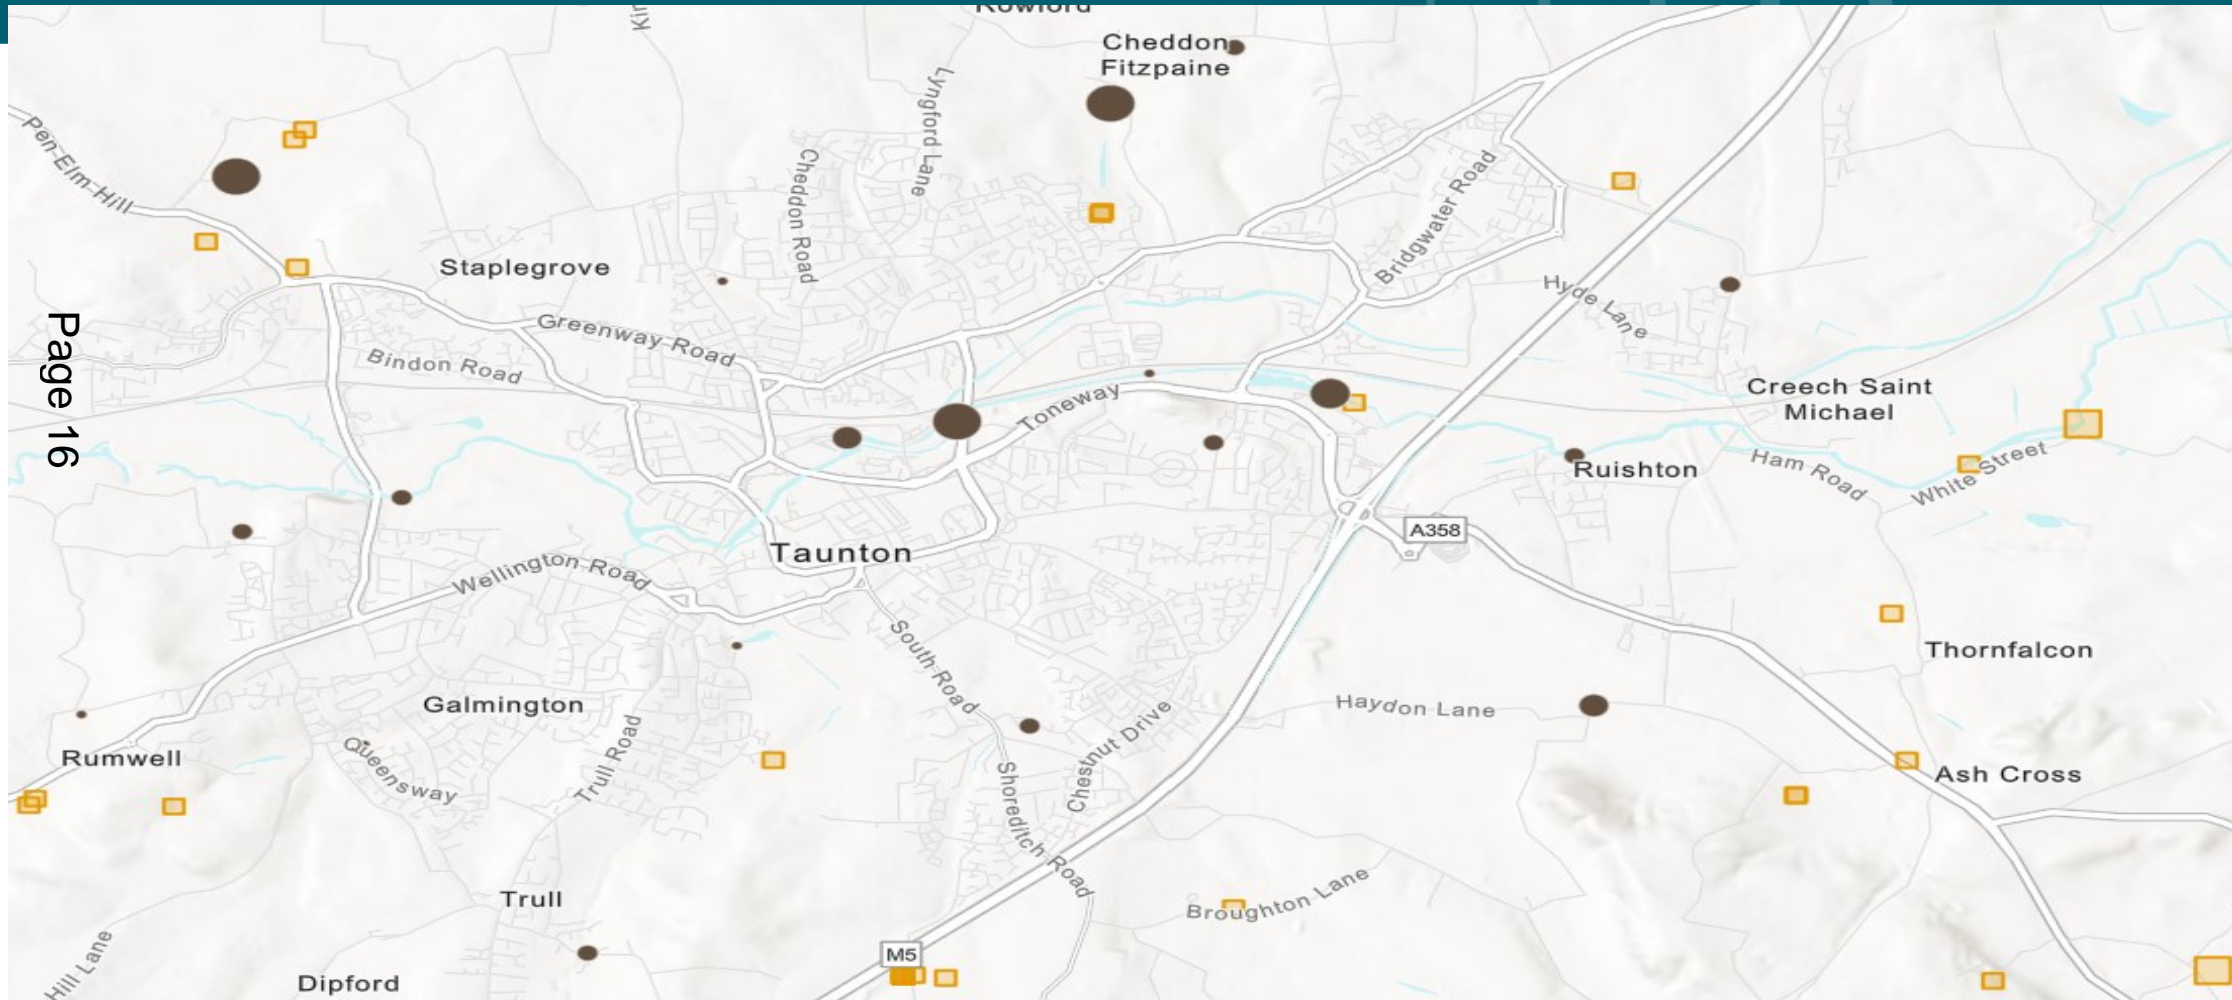 Rowford
Cheddon
Fitzpaine
Lyngford Lane
Pen Elm Hill
Cheddon Road
Bridgwater Road
Staplegrove
Hyde Lane
Page 16
Greenway Road
Bindon Road
Toneway
Creech Saint
Michael
Ruishton
Ham Road
White Street
A358
Taunton
Wellington Road
South Road
Thornfalcon
Galmington
Haydon Lane
Trull Road
Chestnut Drive
Rumwell
Queensway
Shoreditch Road
Ash Cross
Trull
Broughton Lane
M5
Hill Lane
Dipford